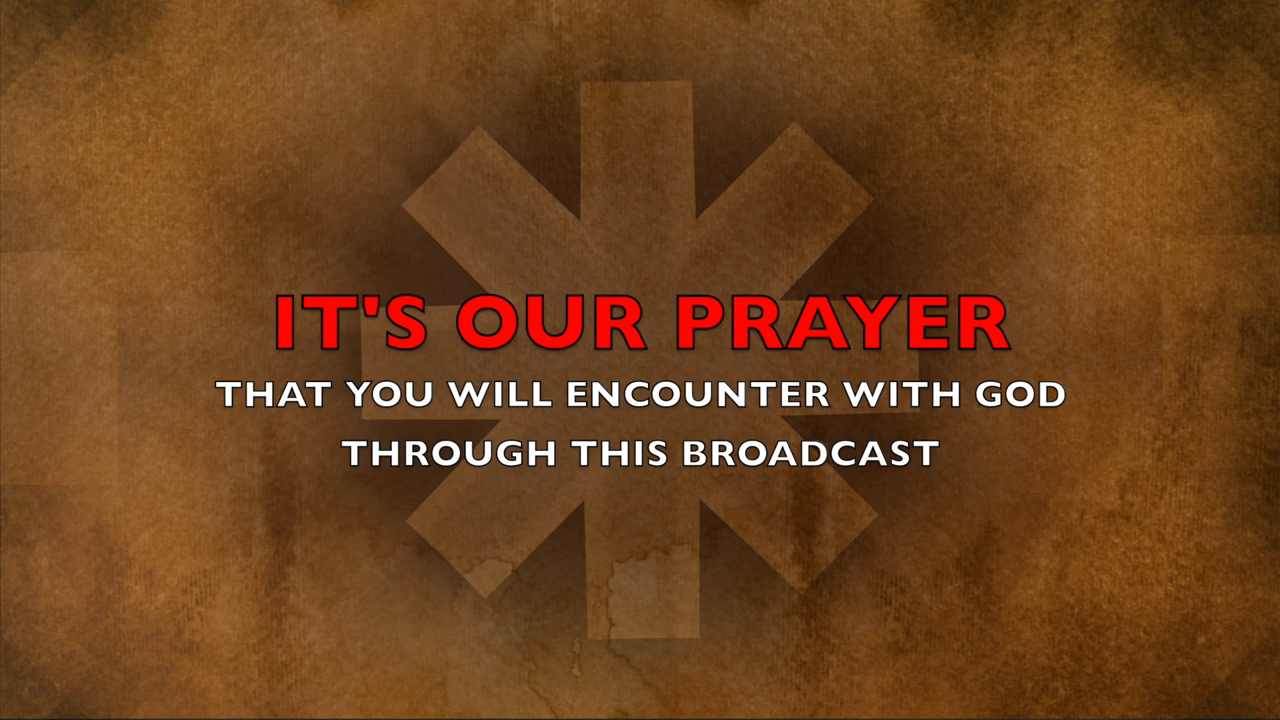 IT'S OUR PRAYER
THAT YOU WILL ENCOUNTER WITH GOD
THROUGH THIS BROADCAST